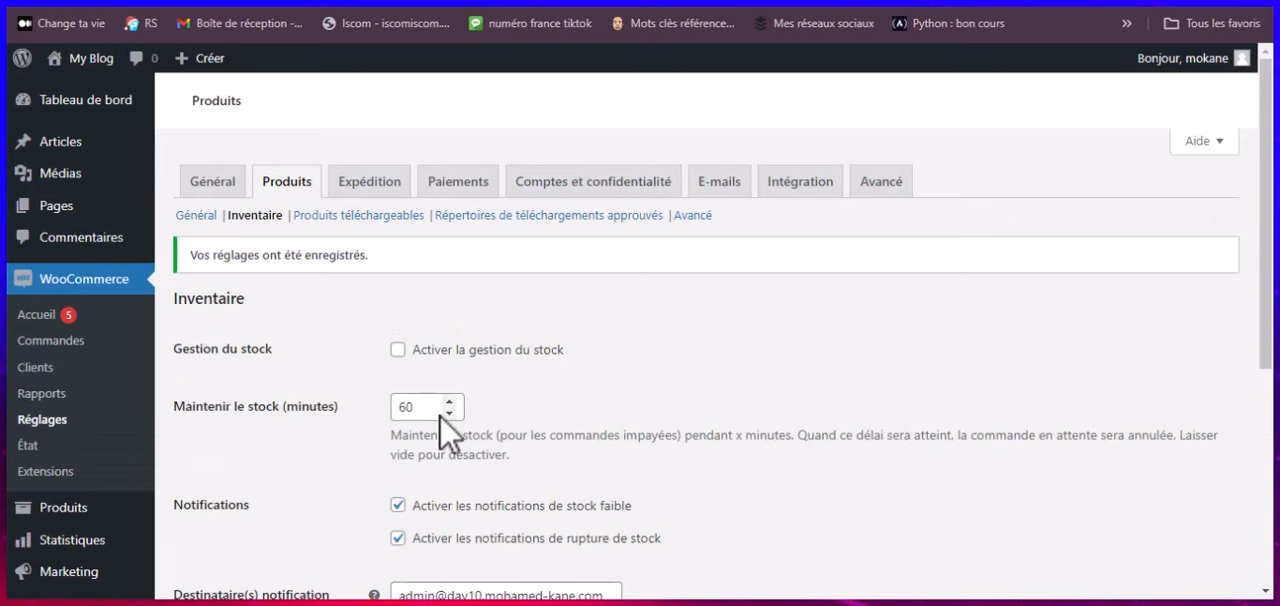 Change ta vie RS Boîte de réception -... Iscom - iscomiscom.... numéro france tiktok Mots clés référence... Mes réseaux sociaux Python : bon cours » Tous les favoris
My Blog 0 + Créer Bonjour, mokane
Tableau de bord
Articles
Médias
Pages
Commentaires
WooCommerce
Accueil 5
Commandes
Clients
Rapports
Réglages
État
Extensions
Produits
Statistiques
Marketing
Produits
Aide
Général Produits Expédition Paiements Comptes et confidentialité E-mails Intégration Avancé
Général | Inventaire | Produits téléchargeables | Répertoires de téléchargements approuvés | Avancé
Vos réglages ont été enregistrés.
Inventaire
Gestion du stock Activer la gestion du stock
Maintenir le stock (minutes) 60
stock (pour les commandes impayées) pendant x minutes. Quand ce délai sera atteint, la commande en attente sera annulée. Laisser
vide pour désactiver.
Notifications Activer les notifications de stock faible
Activer les notifications de rupture de stock
Destinataire(s) notification admin@day10.mohamed-kane.com